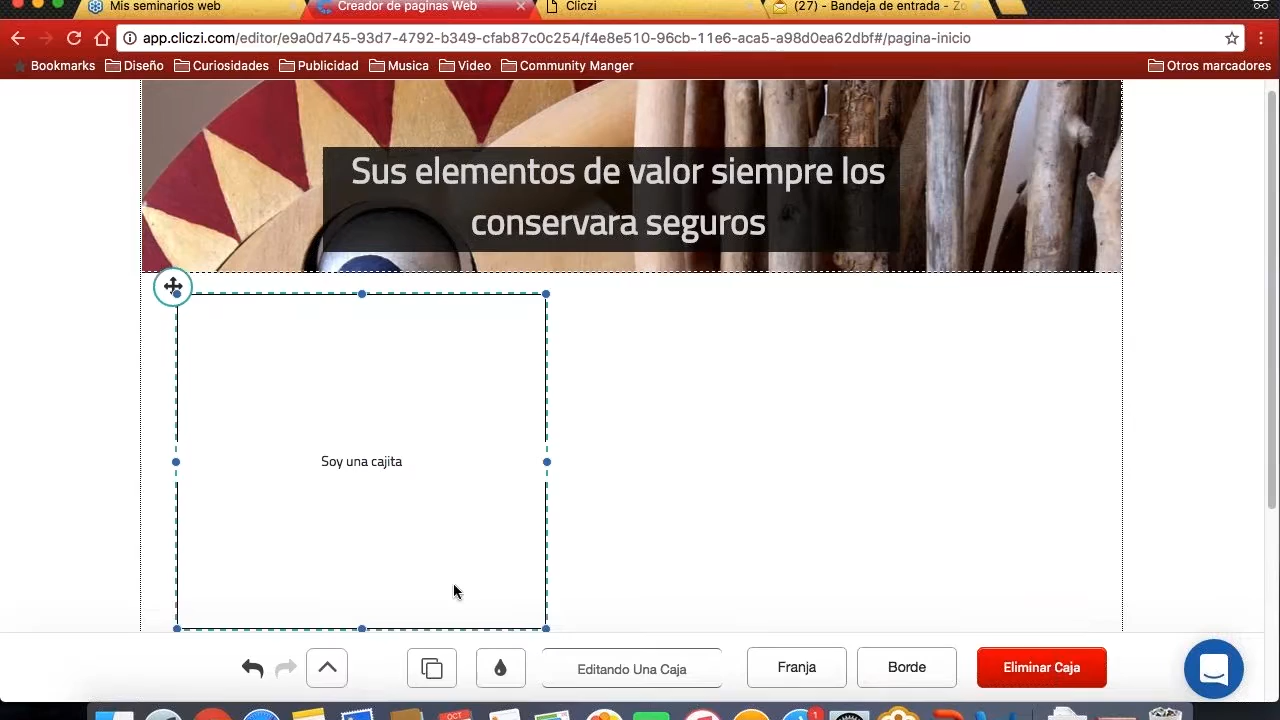 Mis seminarios web
Creador de paginas Web
Cliczi
(27) - Bandeja de entrada - Zo
app.cliczi.com/editor/e9a0d745-93d7-4792-b349-cfab87c0c254/f4e8e510-96cb-11e6-aca5-a98d0ea62dbf#/pagina-inicio
Bookmarks Diseño Curiosidades Publicidad Musica Video Community Manger Otros marcadores
Sus elementos de valor siempre los
conservara seguros
Soy una cajita
Editando Una Caja
Franja
Borde
Eliminar Caja
OCT
1